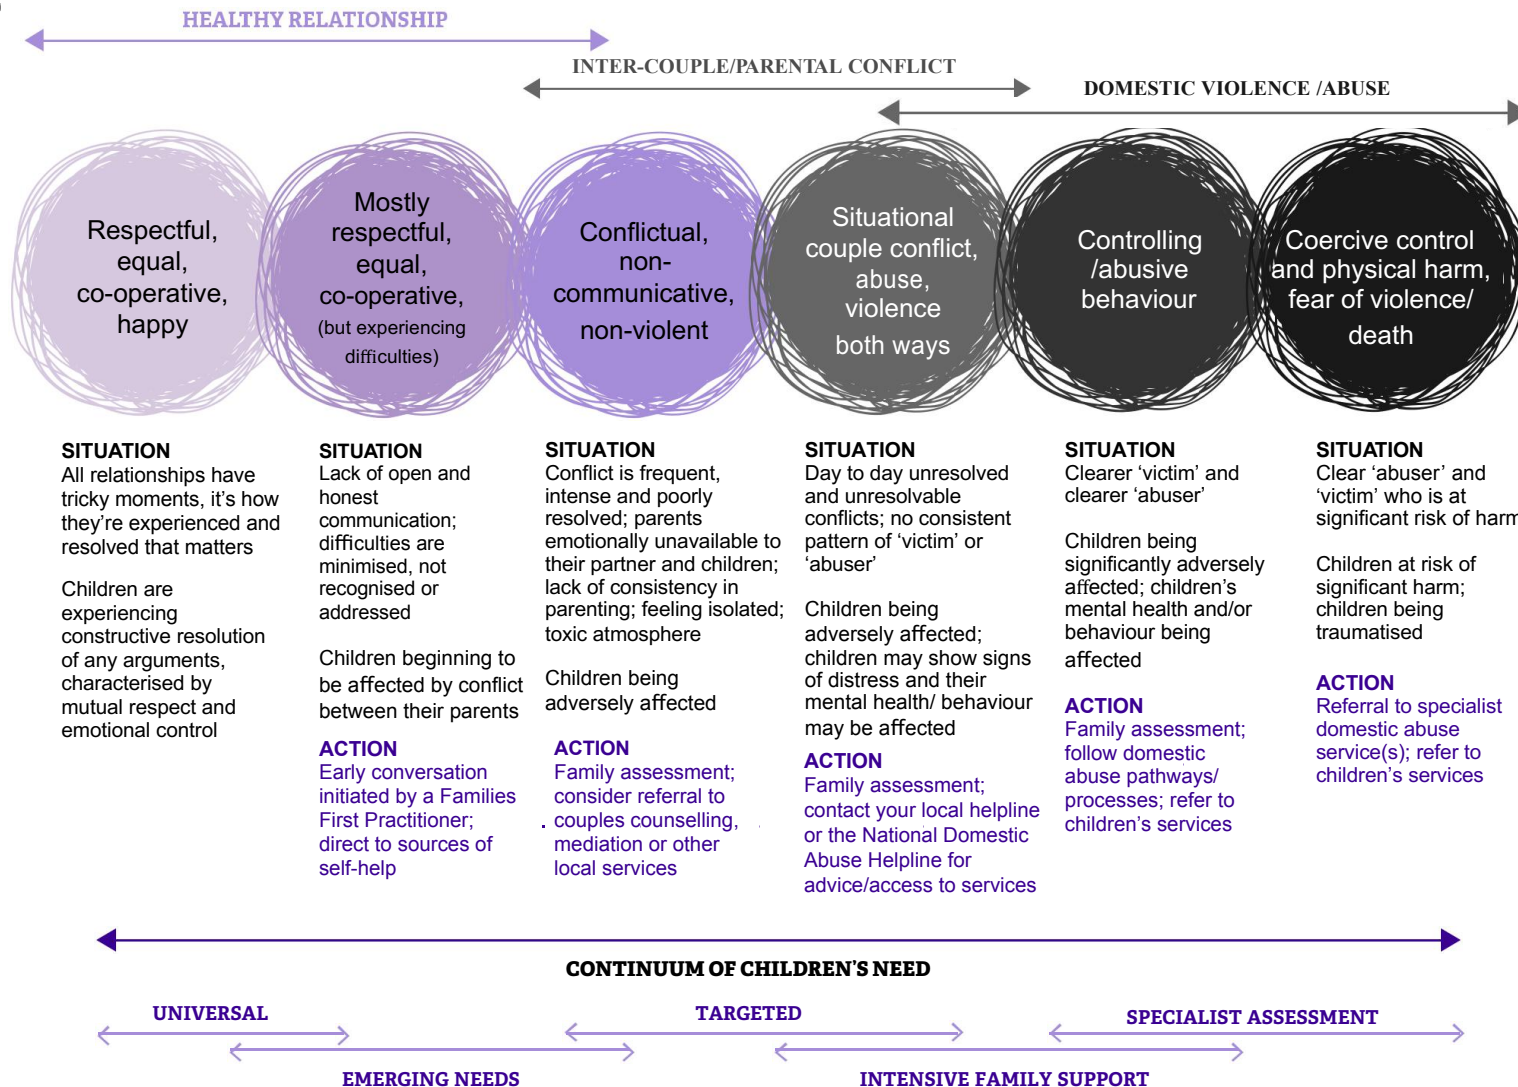 HEALTHY RELATIONSHIP
INTER-COUPLE/PARENTAL CONFLICT
DOMESTIC VIOLENCE /ABUSE
Respectful,
equal,
co-operative,
happy
Mostly
respectful,
equal,
co-operative,
(but experiencing
difficulties)
Conflictual,
non-
communicative,
non-violent
Situational
couple conflict,
abuse,
violence
both ways
Controlling
/abusive
behaviour
Coercive control
and physical harm,
fear of violence/
death
SITUATION
All relationships have
tricky moments, it's how
they're experienced and
resolved that matters
Children are
experiencing
constructive resolution
of any arguments,
characterised by
mutual respect and
emotional control
SITUATION
Lack of open and
honest
communication;
difficulties are
minimised, not
recognised or
addressed
Children beginning to
be affected by conflict
between their parents
ACTION
Early conversation
initiated by a Families
First Practitioner;
direct to sources of
self-help
SITUATION
Conflict is frequent,
intense and poorly
resolved; parents
emotionally unavailable to
their partner and children;
lack of consistency in
parenting; feeling isolated;
toxic atmosphere
Children being
adversely affected
ACTION
Family assessment;
consider referral to
. couples counselling,
mediation or other
local services
SITUATION
Day to day unresolved
and unresolvable
conflicts; no consistent
pattern of 'victim' or
'abuser'
Children being
adversely affected;
children may show signs
of distress and their
mental health/ behaviour
may be affected
ACTION
Family assessment;
contact your local helpline
or the National Domestic
Abuse Helpline for
advice/access to services
SITUATION
Clearer 'victim' and
clearer 'abuser'
Children being
significantly adversely
affected; children's
mental health and/or
behaviour being
affected
ACTION
Family assessment;
follow domestic
abuse pathways/
processes; refer to
children's services
SITUATION
Clear 'abuser' and
'victim' who is at
significant risk of harm
Children at risk of
significant harm;
children being
traumatised
ACTION
Referral to specialist
domestic abuse
service(s); refer to
children's services
CONTINUUM OF CHILDREN'S NEED
UNIVERSAL
TARGETED
SPECIALIST ASSESSMENT
EMERGING NEEDS
INTENSIVE FAMILY SUPPORT